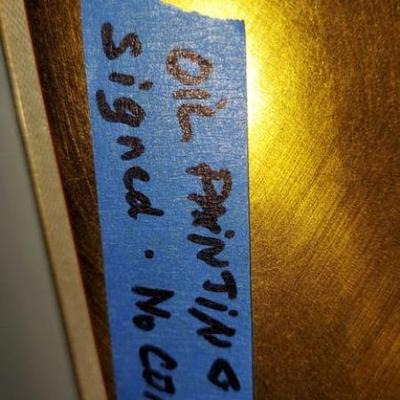 OIL PAINTING
Signed. No